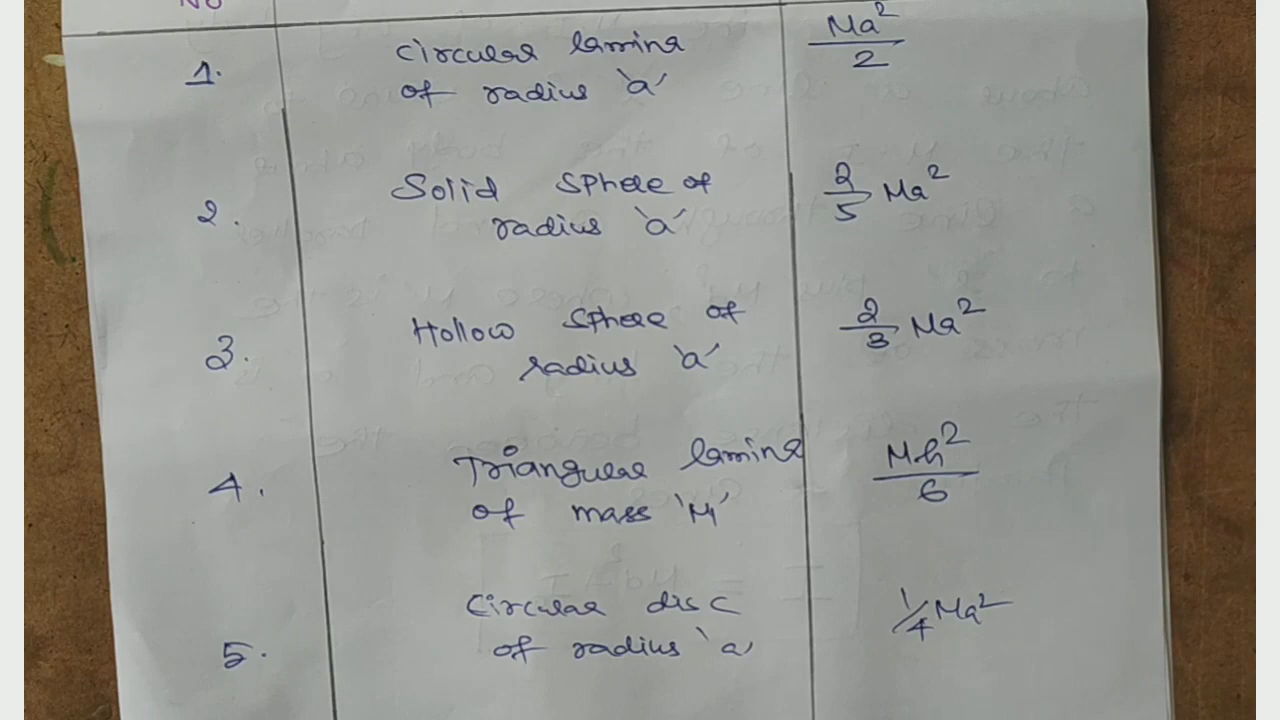 No
1.
circular lamina
of radius 'a'
Ma²/2
2.
Solid sphere of
radius 'a'
2/5 Ma²
3.
Hollow sphere of
radius 'a'
2/3 Ma²
4.
Triangular lamina
of mass 'M'
Mh²/6
5.
Circular disc
of radius 'a'
1/4 Ma²